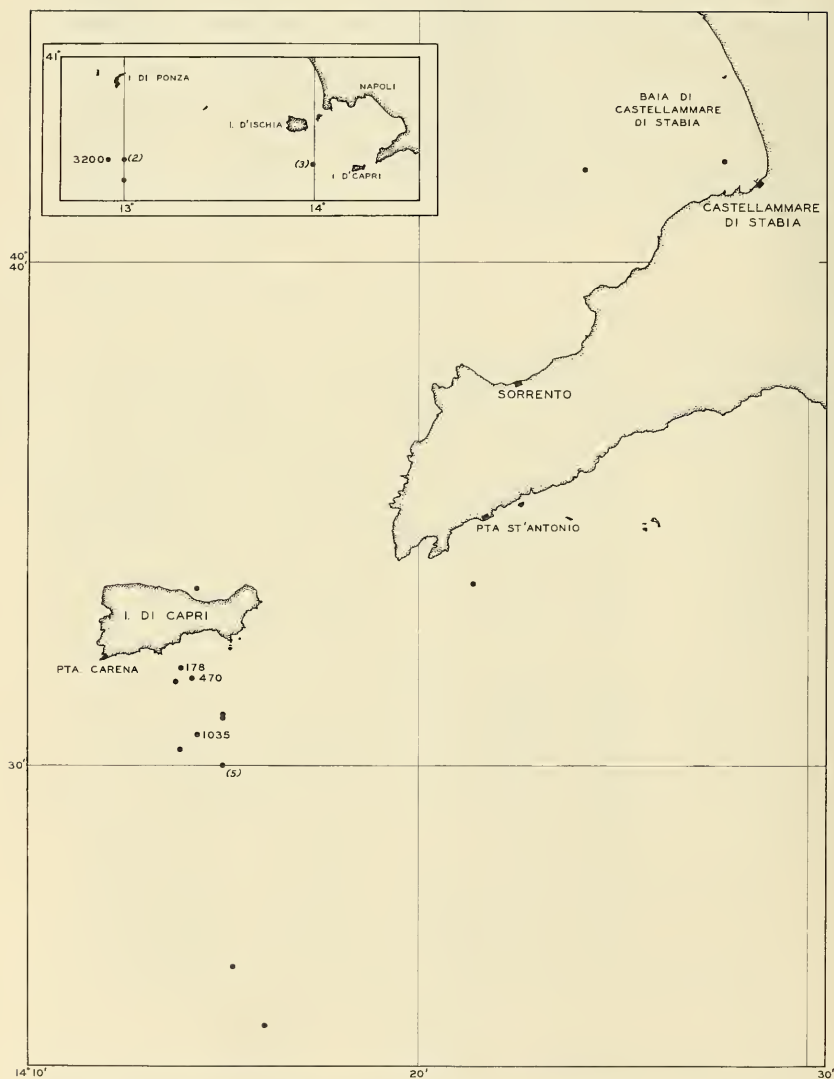 41°
I. DI PONZA
NAPOLI
I. D'ISCHIA
3200
(2)
(3)
I. D'CAPRI
13°
14°
BAIA DI
CASTELLAMMARE
DI STABIA
CASTELLAMMARE
DI STABIA
40°
40'
SORRENTO
PTA ST'ANTONIO
I. DI CAPRI
PTA. CARENA
178
470
1035
30'
(5)
14°10'
20'
30'